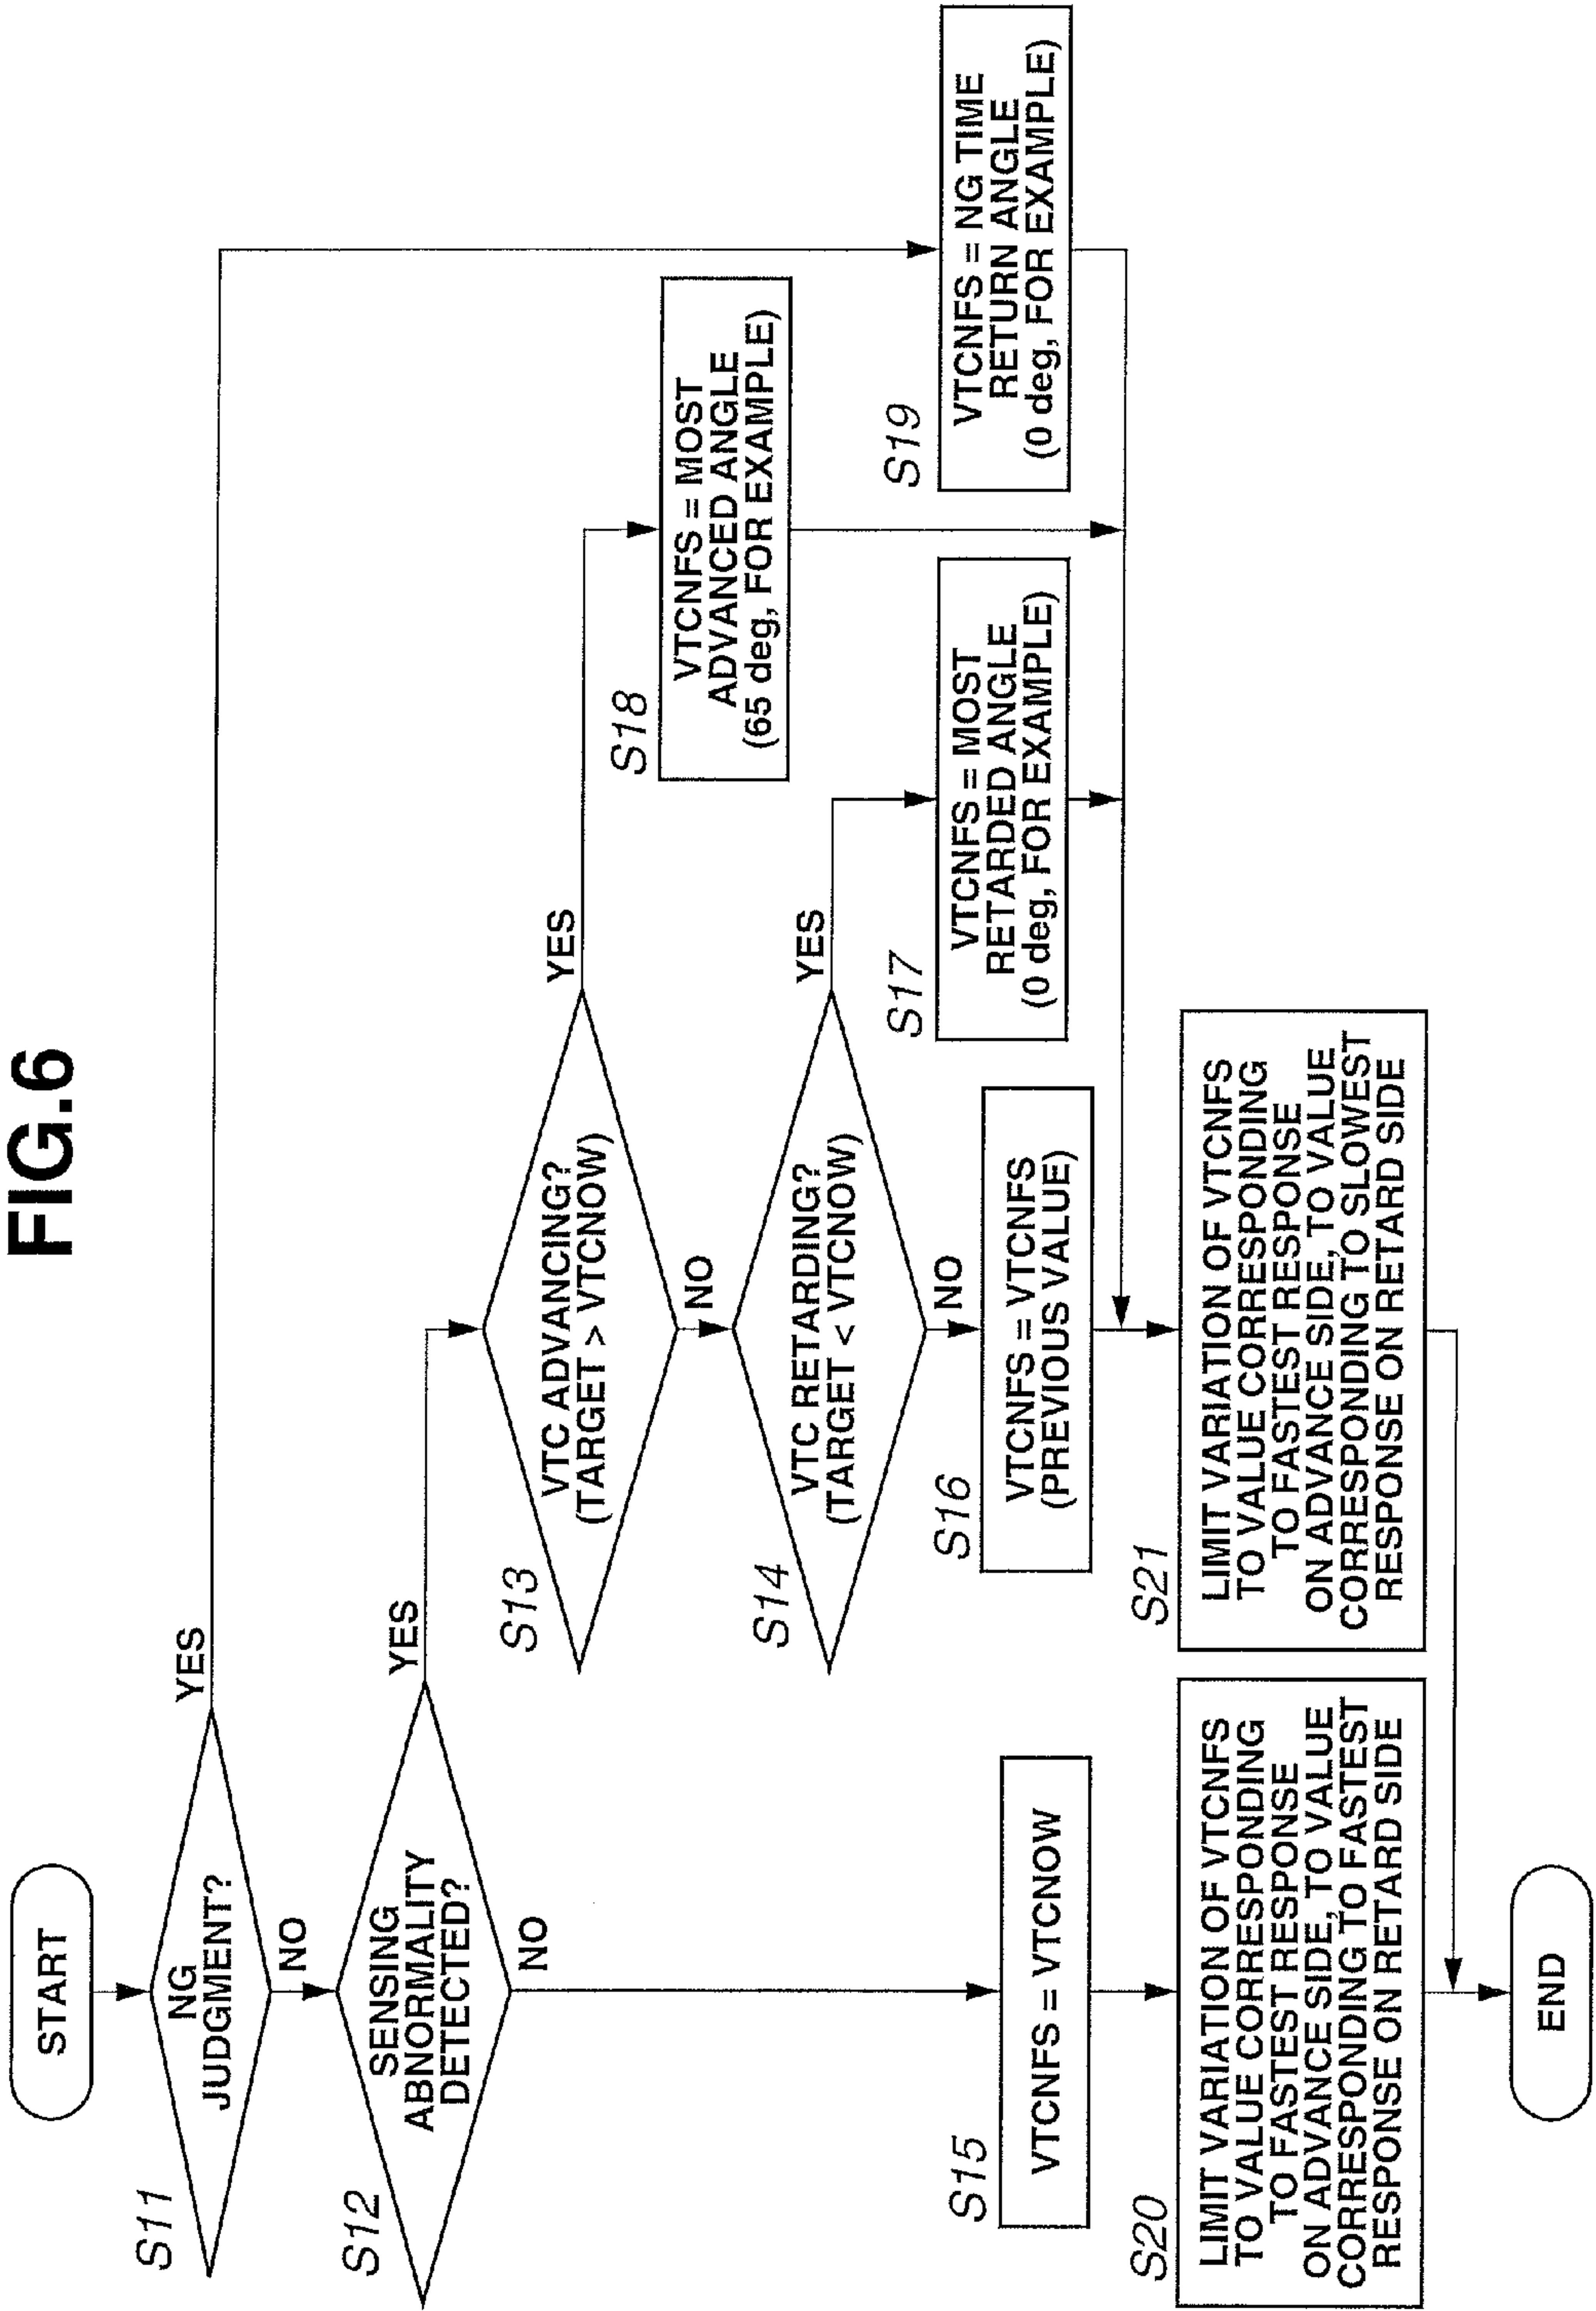 FIG.6
START
S11
NG
JUDGMENT?
YES
NO
S12
SENSING
ABNORMALITY
DETECTED?
YES
NO
S13
VTC ADVANCING?
(TARGET > VTCNOW)
YES
NO
S14
VTC RETARDING?
(TARGET < VTCNOW)
YES
NO
S15
VTCNFS = VTCNOW
S16
VTCNFS = VTCNFS
(PREVIOUS VALUE)
S17
VTCNFS = MOST
RETARDED ANGLE
(0 deg, FOR EXAMPLE)
S18
VTCNFS = MOST
ADVANCED ANGLE
(65 deg, FOR EXAMPLE)
S19
VTCNFS = NG TIME
RETURN ANGLE
(0 deg, FOR EXAMPLE)
S20
LIMIT VARIATION OF VTCNFS
TO VALUE CORRESPONDING
TO FASTEST RESPONSE
ON ADVANCE SIDE, TO VALUE
CORRESPONDING TO FASTEST
RESPONSE ON RETARD SIDE
S21
LIMIT VARIATION OF VTCNFS
TO VALUE CORRESPONDING
TO FASTEST RESPONSE
ON ADVANCE SIDE, TO VALUE
CORRESPONDING TO SLOWEST
RESPONSE ON RETARD SIDE
END